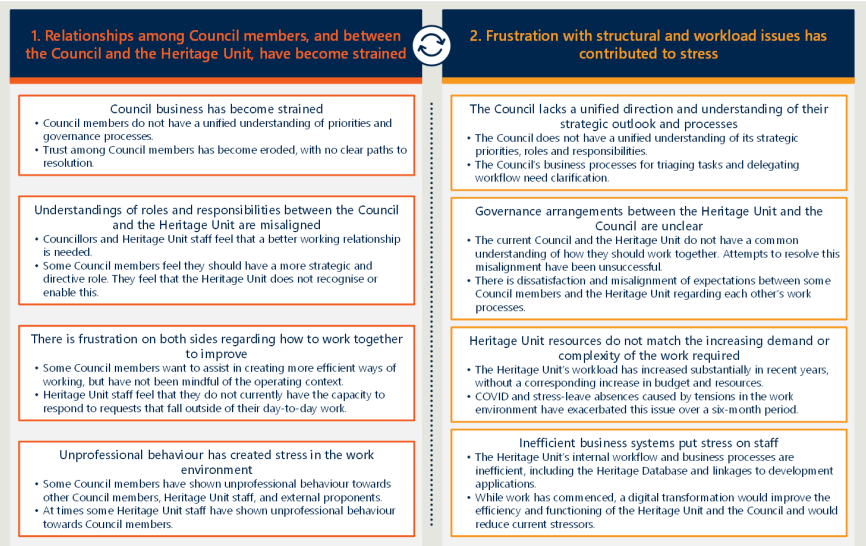 1. Relationships among Council members, and between
the Council and the Heritage Unit, have become strained
Council business has become strained
• Council members do not have a unified understanding of priorities and
governance processes.
• Trust among Council members has become eroded, with no clear paths to
resolution.
Understandings of roles and responsibilities between the Council
and the Heritage Unit are misaligned
• Councillors and Heritage Unit staff feel that a better working relationship
is needed.
• Some Council members feel they should have a more strategic and
directive role. They feel that the Heritage Unit does not recognise or
enable this.
There is frustration on both sides regarding how to work together
to improve
• Some Council members want to assist in creating more efficient ways of
working, but have not been mindful of the operating context.
• Heritage Unit staff feel that they do not currently have the capacity to
respond to requests that fall outside of their day-to-day work.
Unprofessional behaviour has created stress in the work
environment
• Some Council members have shown unprofessional behaviour towards
other Council members, Heritage Unit staff, and external proponents.
• At times some Heritage Unit staff have shown unprofessional behaviour
towards Council members.
2. Frustration with structural and workload issues has
contributed to stress
The Council lacks a unified direction and understanding of their
strategic outlook and processes
• The Council does not have a unified understanding of its strategic
priorities, roles and responsibilities.
• The Council's business processes for triaging tasks and delegating
workflow need clarification.
Governance arrangements between the Heritage Unit and the
Council are unclear
• The current Council and the Heritage Unit do not have a common
understanding of how they should work together. Attempts to resolve this
misalignment have been unsuccessful.
• There is dissatisfaction and misalignment of expectations between some
Council members and the Heritage Unit regarding each other's work
processes.
Heritage Unit resources do not match the increasing demand or
complexity of the work required
• The Heritage Unit's workload has increased substantially in recent years,
without a corresponding increase in budget and resources.
• COVID and stress-leave absences caused by tensions in the work
environment have exacerbated this issue over a six-month period.
Inefficient business systems put stress on staff
• The Heritage Unit's internal workflow and business processes are
inefficient, including the Heritage Database and linkages to development
applications.
• While work has commenced, a digital transformation would improve the
efficiency and functioning of the Heritage Unit and the Council and would
reduce current stressors.